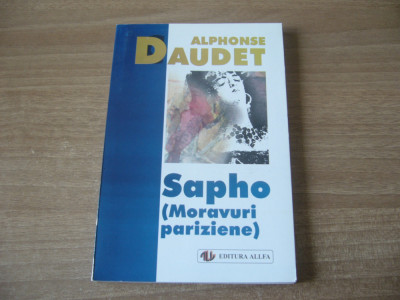 ALPHONSE
DAUDET
Sapho
(Moravuri
pariziene)
EDITURA ALLFA